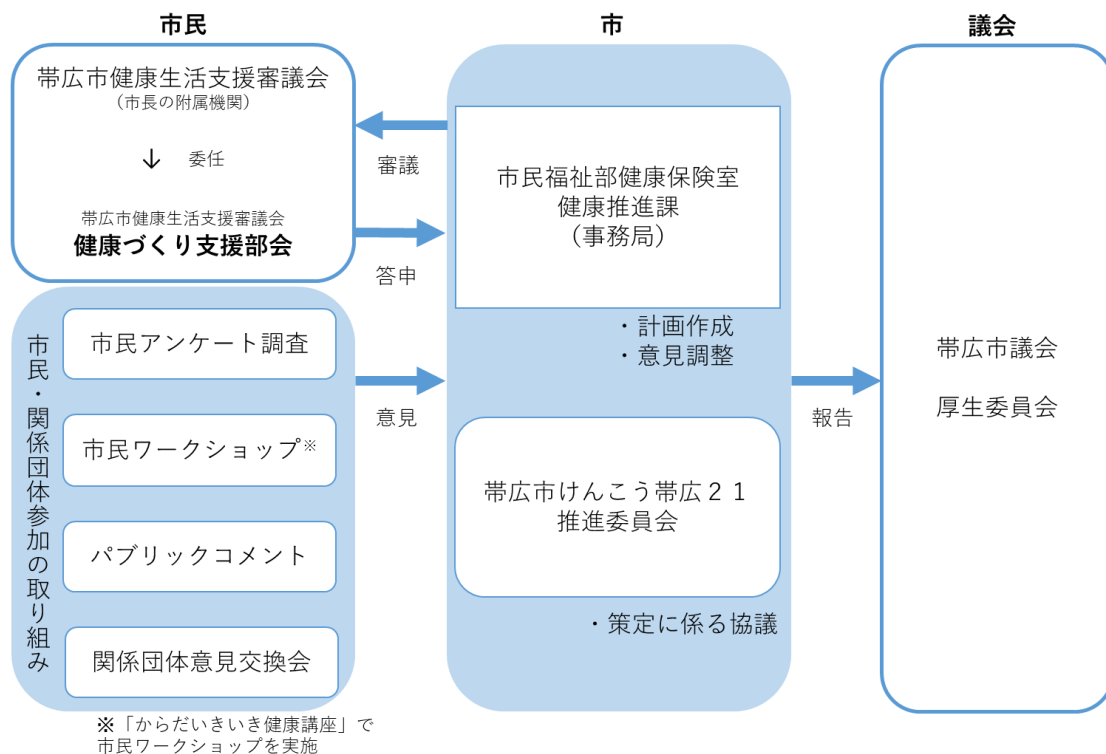 市民
帯広市健康生活支援審議会
（市長の附属機関）
↓ 委任
帯広市健康生活支援審議会
健康づくり支援部会
市民・関係団体参加の取り組み
市民アンケート調査
市民ワークショップ※
パブリックコメント
関係団体意見交換会
※「からだいきいき健康講座」で
市民ワークショップを実施
審議
答申
意見
市
市民福祉部健康保険室
健康推進課
（事務局）
・計画作成
・意見調整
帯広市けんこう帯広２１
推進委員会
・策定に係る協議
報告
議会
帯広市議会
厚生委員会